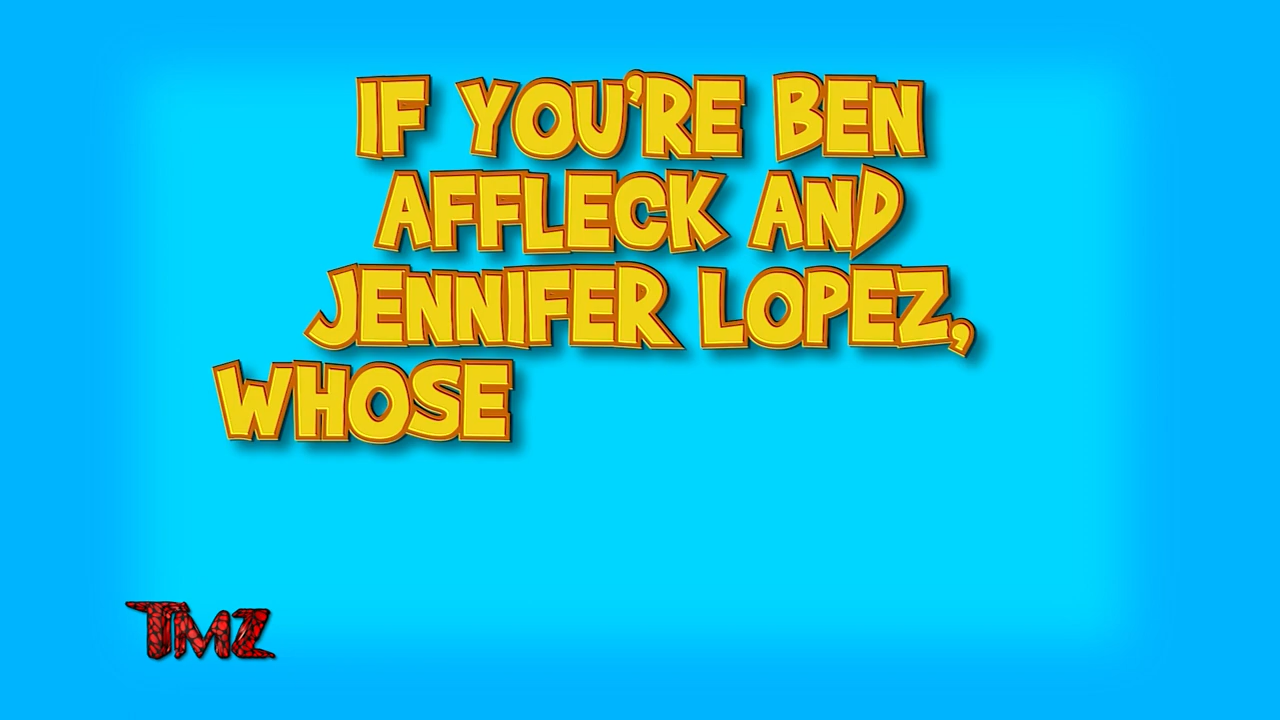 IF YOU'RE BEN
AFFLECK AND
JENNIFER LOPEZ,
WHOSE
TMZ